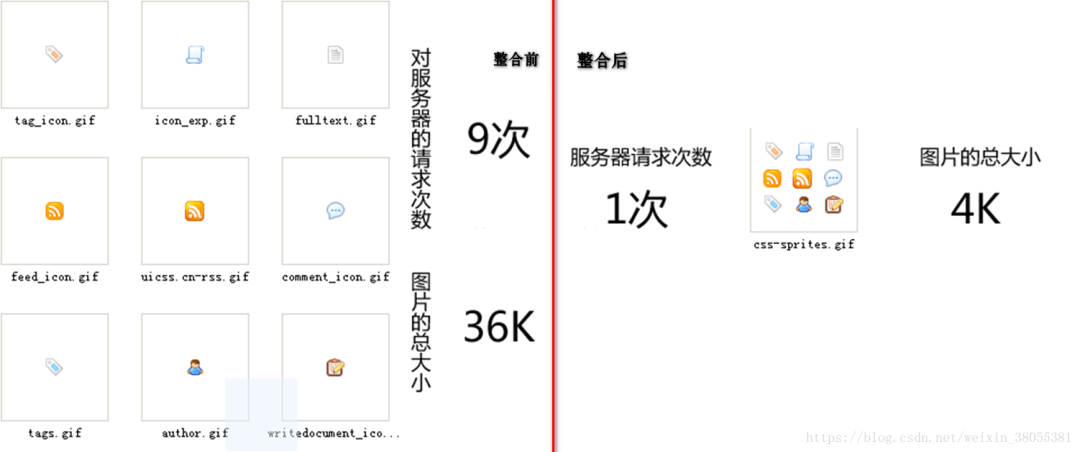 tag_icon.gif
icon_exp.gif
fulltext.gif
feed_icon.gif
uicss.cn-rss.gif
comment_icon.gif
tags.gif
author.gif
writedocument_ico...
整合前
对服务器的请求次数
9次
图片的总大小
36K
整合后
服务器请求次数
1次
css-sprites.gif
图片的总大小
4K
https://blog.csdn.net/weixin_38055381